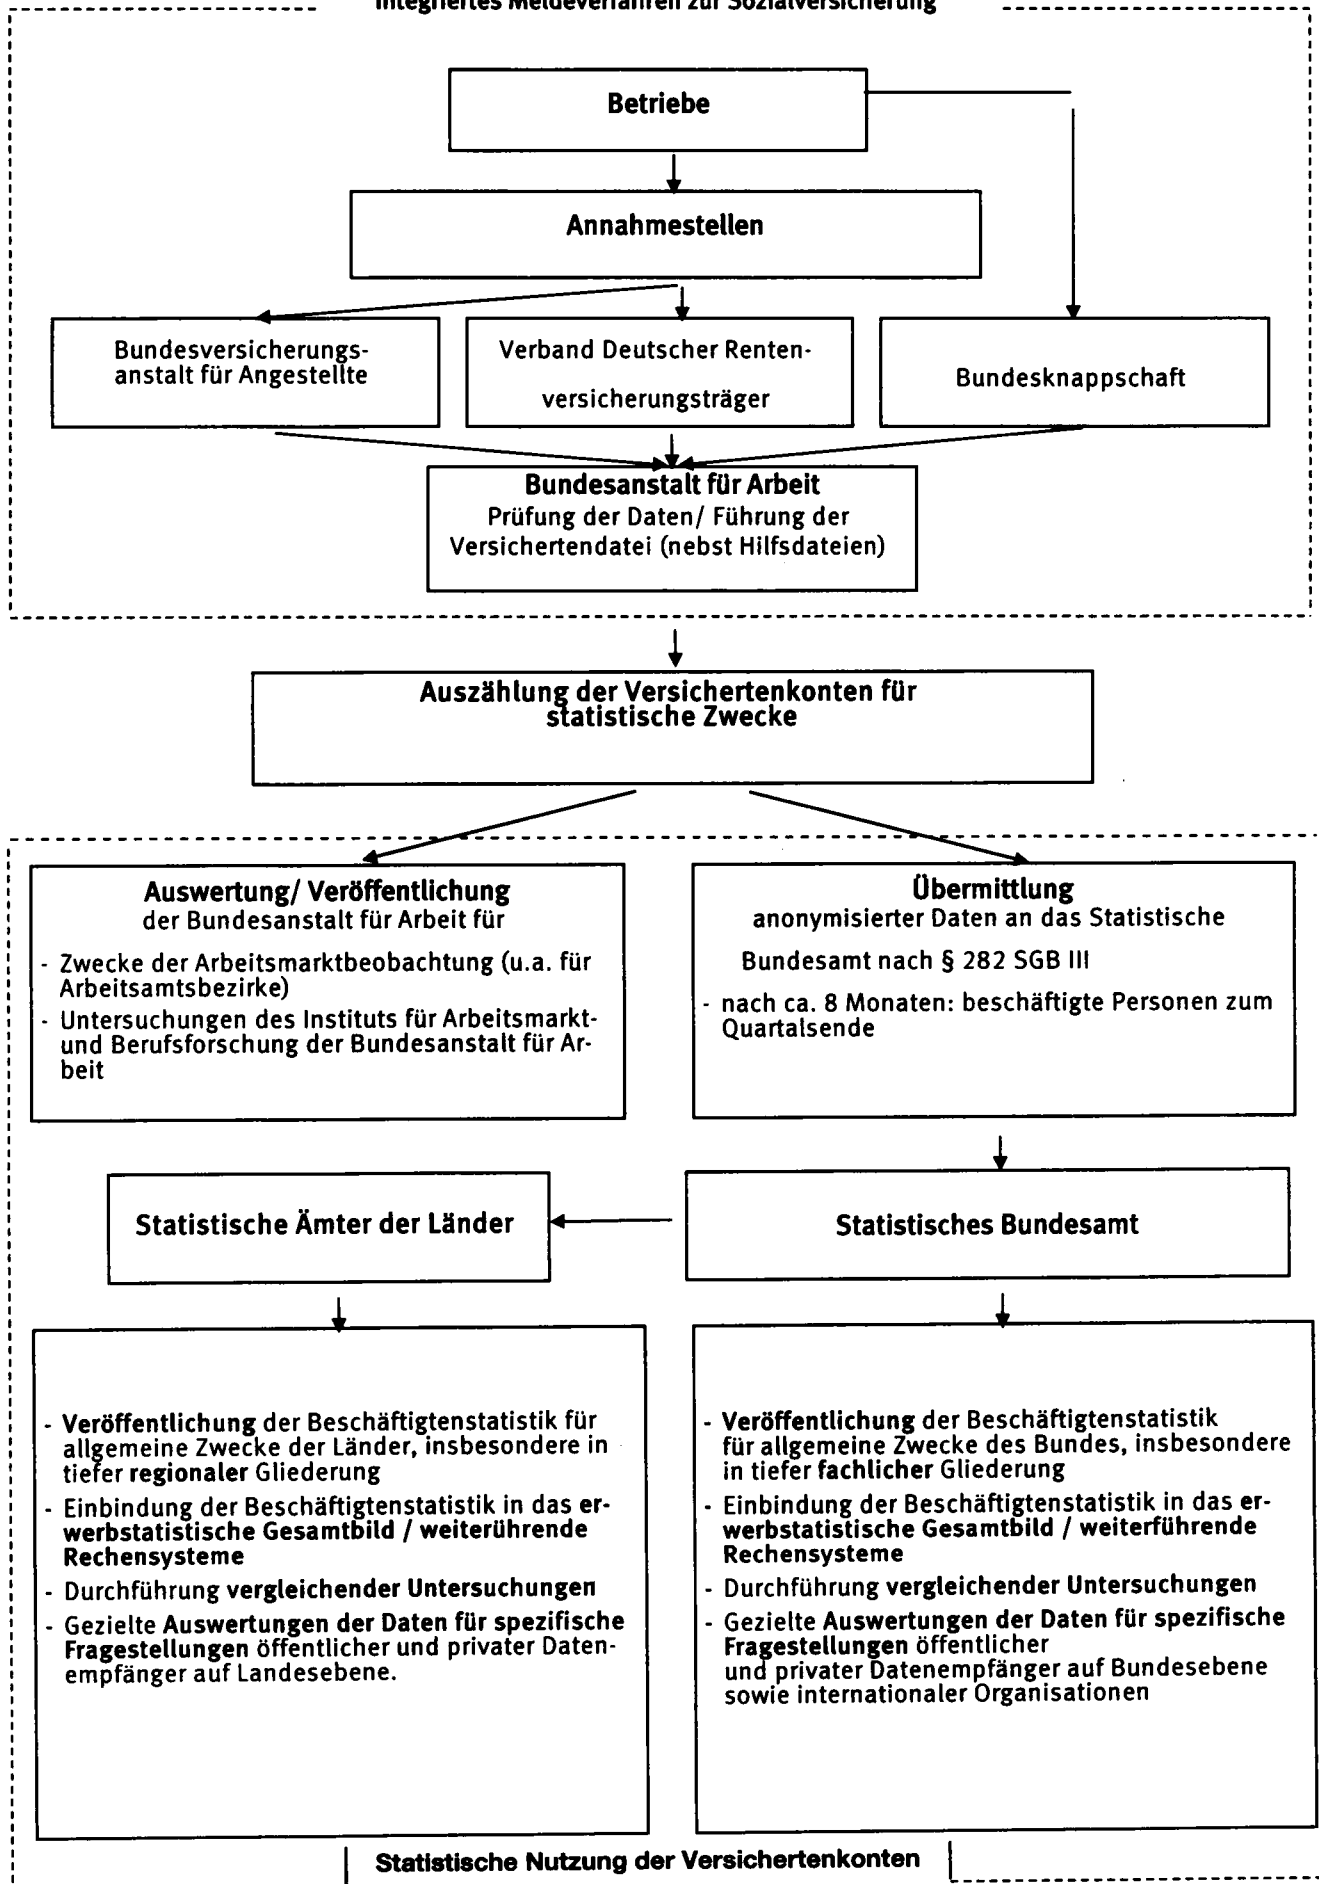 Integriertes Meldeverfahren zur Sozialversicherung
Betriebe
Annahmestellen
Bundesversicherungs-
anstalt für Angestellte
Verband Deutscher Renten-
versicherungsträger
Bundesknappschaft
Bundesanstalt für Arbeit
Prüfung der Daten/ Führung der
Versichertendatei (nebst Hilfsdateien)
Auszählung der Versichertenkonten für
statistische Zwecke
Auswertung/ Veröffentlichung
der Bundesanstalt für Arbeit für
- Zwecke der Arbeitsmarktbeobachtung (u.a. für
Arbeitsamtsbezirke)
- Untersuchungen des Instituts für Arbeitsmarkt-
und Berufsforschung der Bundesanstalt für Ar-
beit
Übermittlung
anonymisierter Daten an das Statistische
Bundesamt nach § 282 SGB III
- nach ca. 8 Monaten: beschäftigte Personen zum
Quartalsende
Statistische Ämter der Länder
Statistisches Bundesamt
- Veröffentlichung der Beschäftigtenstatistik für
allgemeine Zwecke der Länder, insbesondere in
tiefer regionaler Gliederung
- Einbindung der Beschäftigtenstatistik in das er-
werbstatistische Gesamtbild / weiterührende
Rechensysteme
- Durchführung vergleichender Untersuchungen
- Gezielte Auswertungen der Daten für spezifische
Fragestellungen öffentlicher und privater Daten-
empfänger auf Landesebene.
- Veröffentlichung der Beschäftigtenstatistik
für allgemeine Zwecke des Bundes, insbesondere
in tiefer fachlicher Gliederung
- Einbindung der Beschäftigtenstatistik in das er-
werbstatistische Gesamtbild / weiterführende
Rechensysteme
- Durchführung vergleichender Untersuchungen
- Gezielte Auswertungen der Daten für spezifische
Fragestellungen öffentlicher
und privater Datenempfänger auf Bundesebene
sowie internationaler Organisationen
Statistische Nutzung der Versichertenkonten